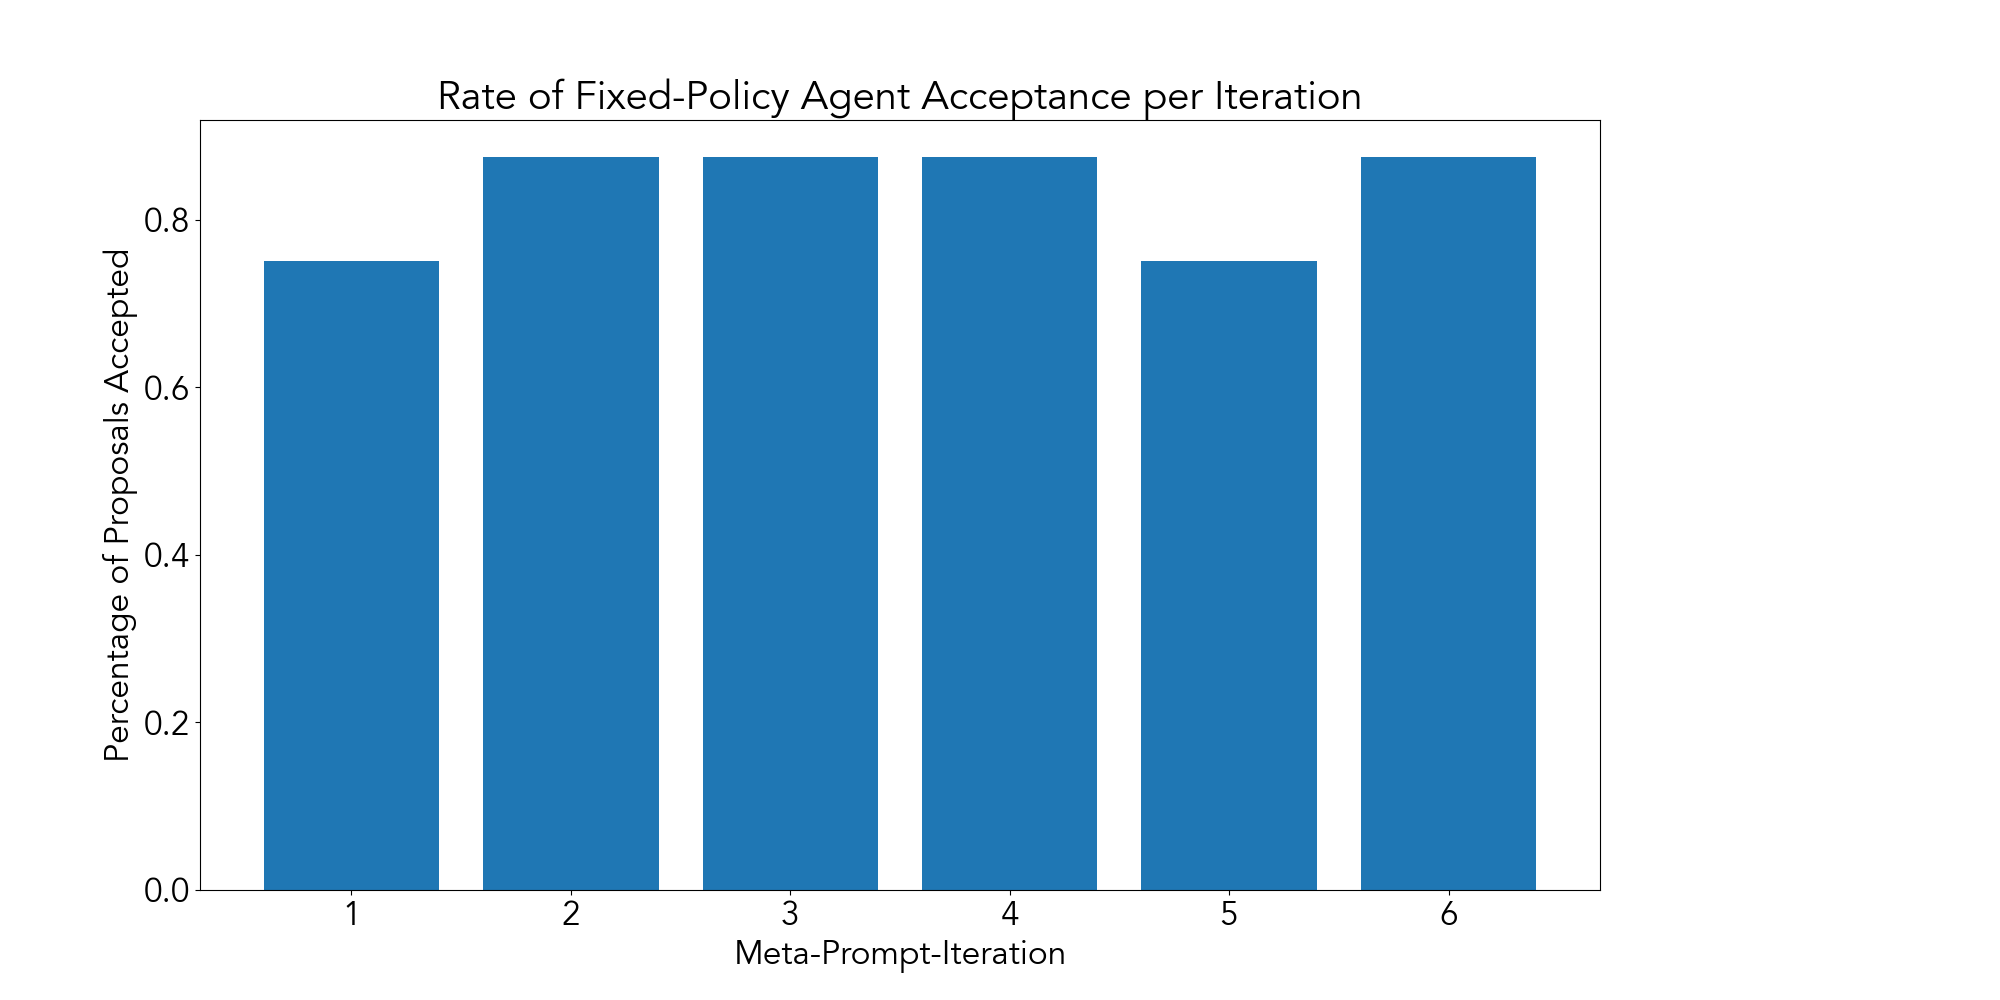 Rate of Fixed-Policy Agent Acceptance per Iteration
Percentage of Proposals Accepted
0.8
0.6
0.4
0.2
0.0
1 2 3 4 5 6
Meta-Prompt-Iteration